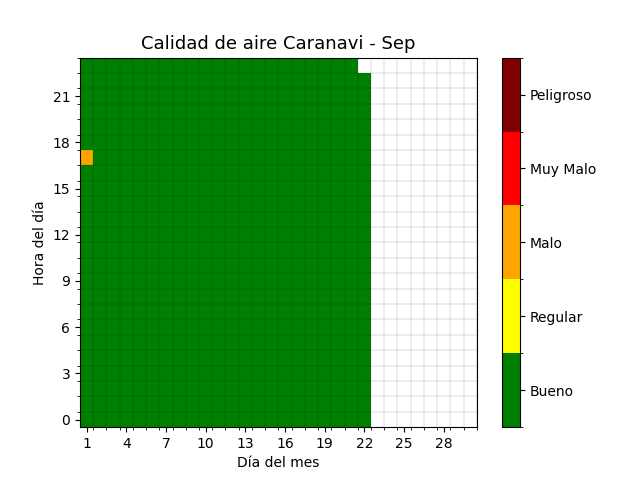 Calidad de aire Caranavi - Sep
Hora del día
21
18
15
12
9
6
3
0
1 4 7 10 13 16 19 22 25 28
Día del mes
Peligroso
Muy Malo
Malo
Regular
Bueno